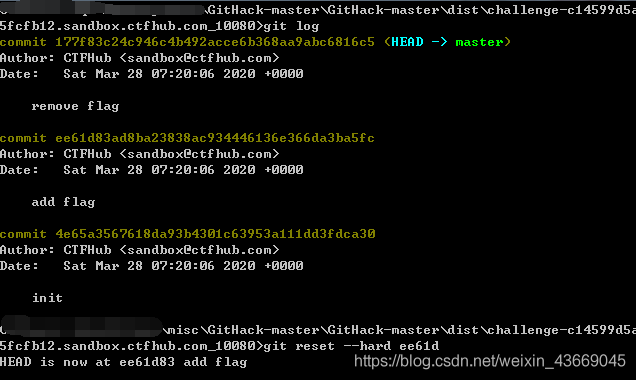 \GitHack-master\GitHack-master\dist\challenge-c14599d5a
5fcfb12.sandbox.ctfhub.com_10080>git log
commit 177f83c24c946c4b492acce6b368aa9abc6816c5 (HEAD -> master)
Author: CTFHub <sandbox@ctfhub.com>
Date:   Sat Mar 28 07:20:06 2020 +0000
remove flag
commit ee61d83ad8ba23838ac934446136e366da3ba5fc
Author: CTFHub <sandbox@ctfhub.com>
Date:   Sat Mar 28 07:20:06 2020 +0000
add flag
commit 4e65a3567618da93b4301c63953a111dd3fdca30
Author: CTFHub <sandbox@ctfhub.com>
Date:   Sat Mar 28 07:20:06 2020 +0000
init
\misc\GitHack-master\GitHack-master\dist\challenge-c14599d5a
5fcfb12.sandbox.ctfhub.com_10080>git reset --hard ee61d
HEAD is now at ee61d83 add flag
https://blog.csdn.net/weixin_43669045